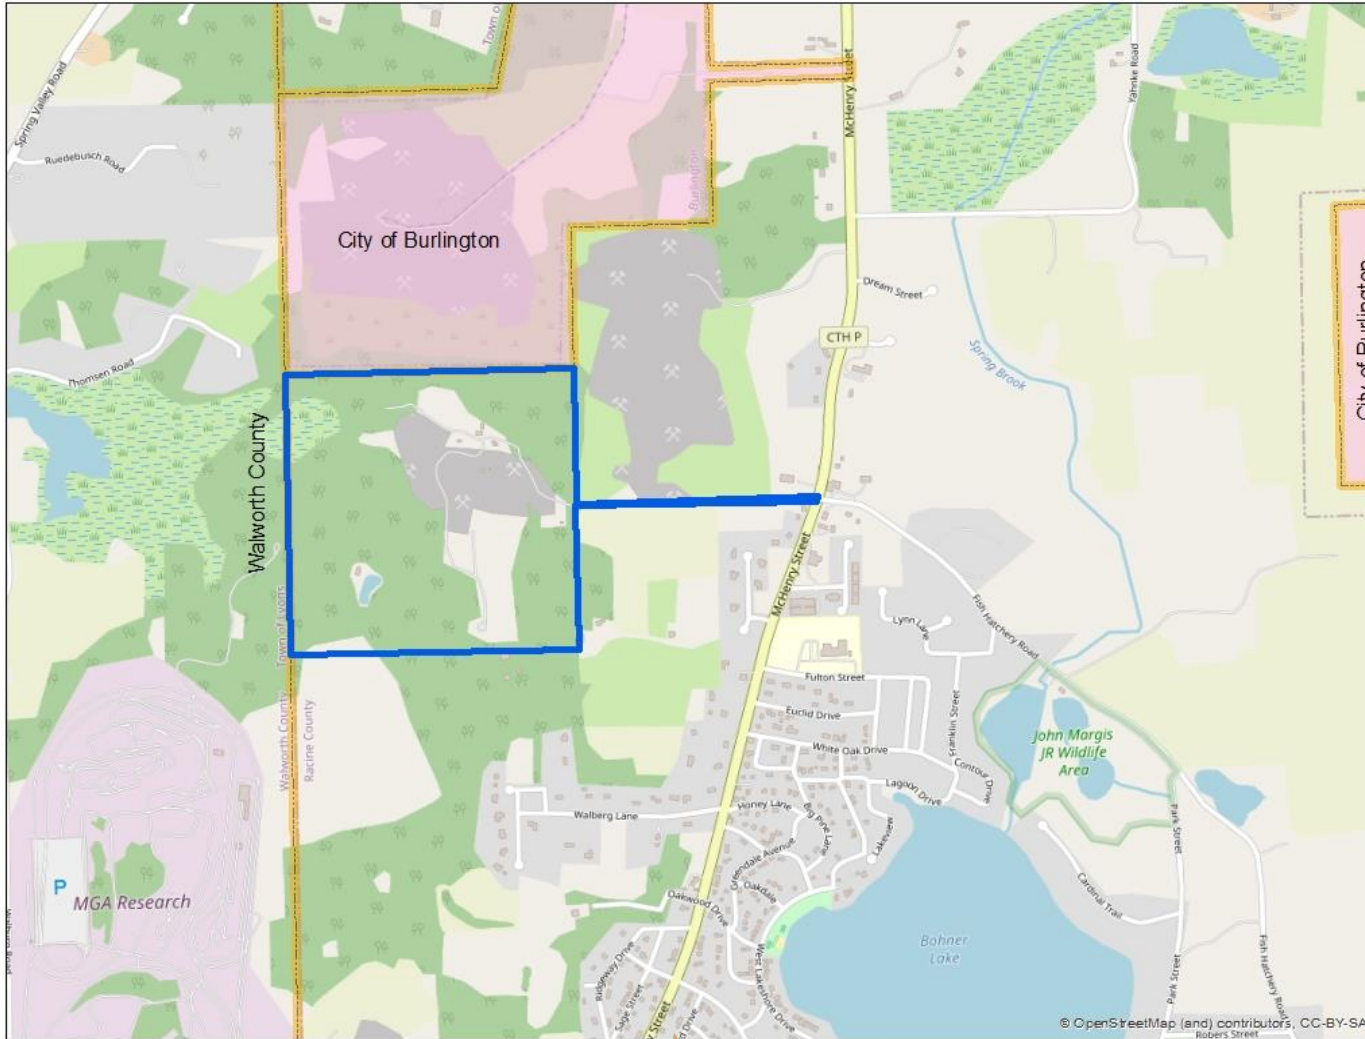 Town of
Spring Valley Road
Ruedebusch Road
McHenry Street
Yahnke Road
Burlington
City of Burlington
Dream Street
CTH P
Spring Brook
City of Burlington
Thomsen Road
Walworth County
McHenry Street
Fish Hatchery Road
Lynn Lane
Town of Lyons
Walworth County
Racine County
Fulton Street
Euclid Drive
White Oak Drive
Franklin Street
Contour Drive
Lagoon Drive
John Margis
JR Wildlife
Area
Walberg Lane
Honey Lane
Big Pine Lane
Lakeview
Park Street
Greendale Avenue
Oakdale
Oakwood Drive
P
MGA Research
Cardinal Trail
Bohner
Lake
West Lakeshore Drive
Ridgeway Drive
Sage Street
Street
d Drive
Park Street
Fish Hatchery Road
© OpenStreetMap (and) contributors, CC-BY-SA
Robers Street